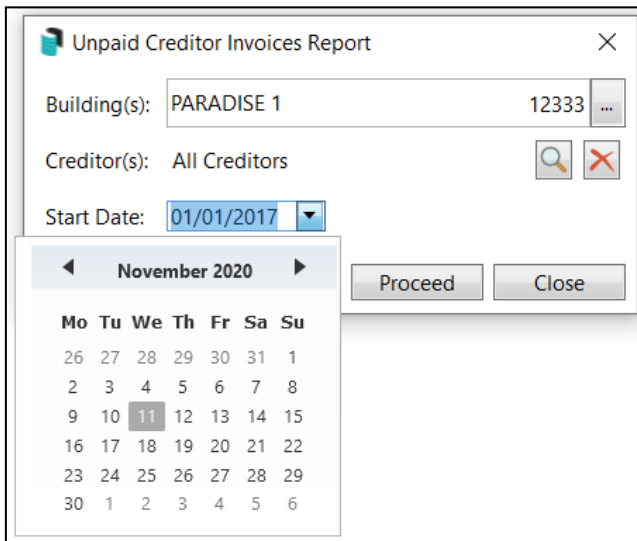 Unpaid Creditor Invoices Report
Building(s): PARADISE 1 12333 ...
Creditor(s): All Creditors
Start Date: 01/01/2017
November 2020
Proceed Close
Mo Tu We Th Fr Sa Su
26 27 28 29 30 31 1
2 3 4 5 6 7 8
9 10 11 12 13 14 15
16 17 18 19 20 21 22
23 24 25 26 27 28 29
30 1 2 3 4 5 6